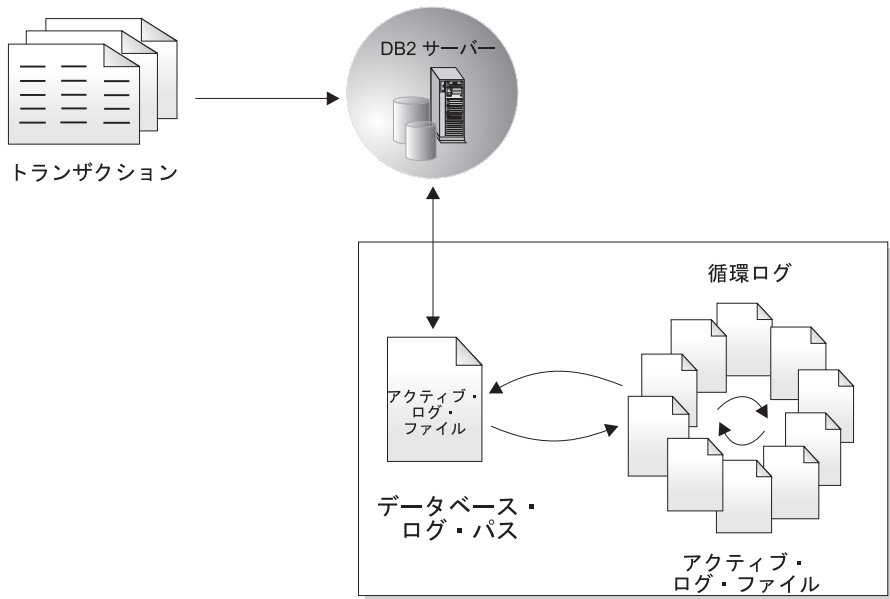 DB2 サーバー
トランザクション
循環ログ
アクティブ・
ログ・
ファイル
データベース・
ログ・パス
アクティブ・
ログ・ファイル